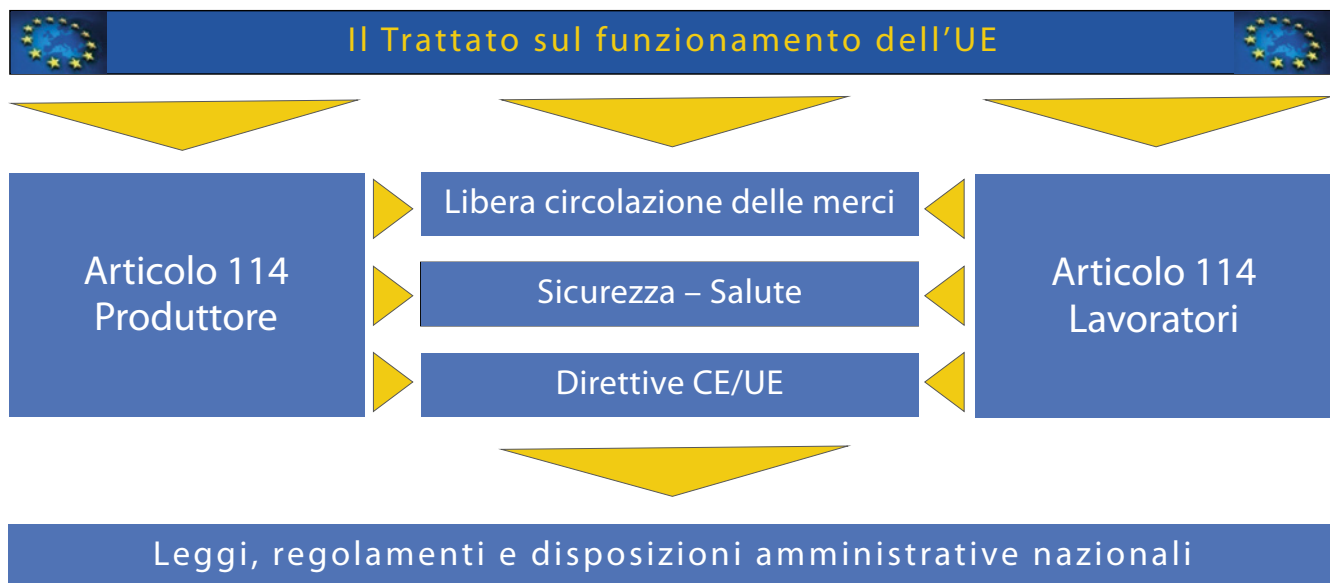 Il Trattato sul funzionamento dell’UE
Articolo 114
Produttore
Libera circolazione delle merci
Sicurezza – Salute
Direttive CE/UE
Articolo 114
Lavoratori
Leggi, regolamenti e disposizioni amministrative nazionali